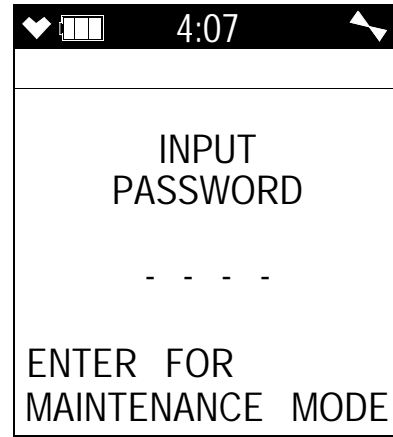 4:07
INPUT
PASSWORD
- - - -
ENTER FOR
MAINTENANCE MODE